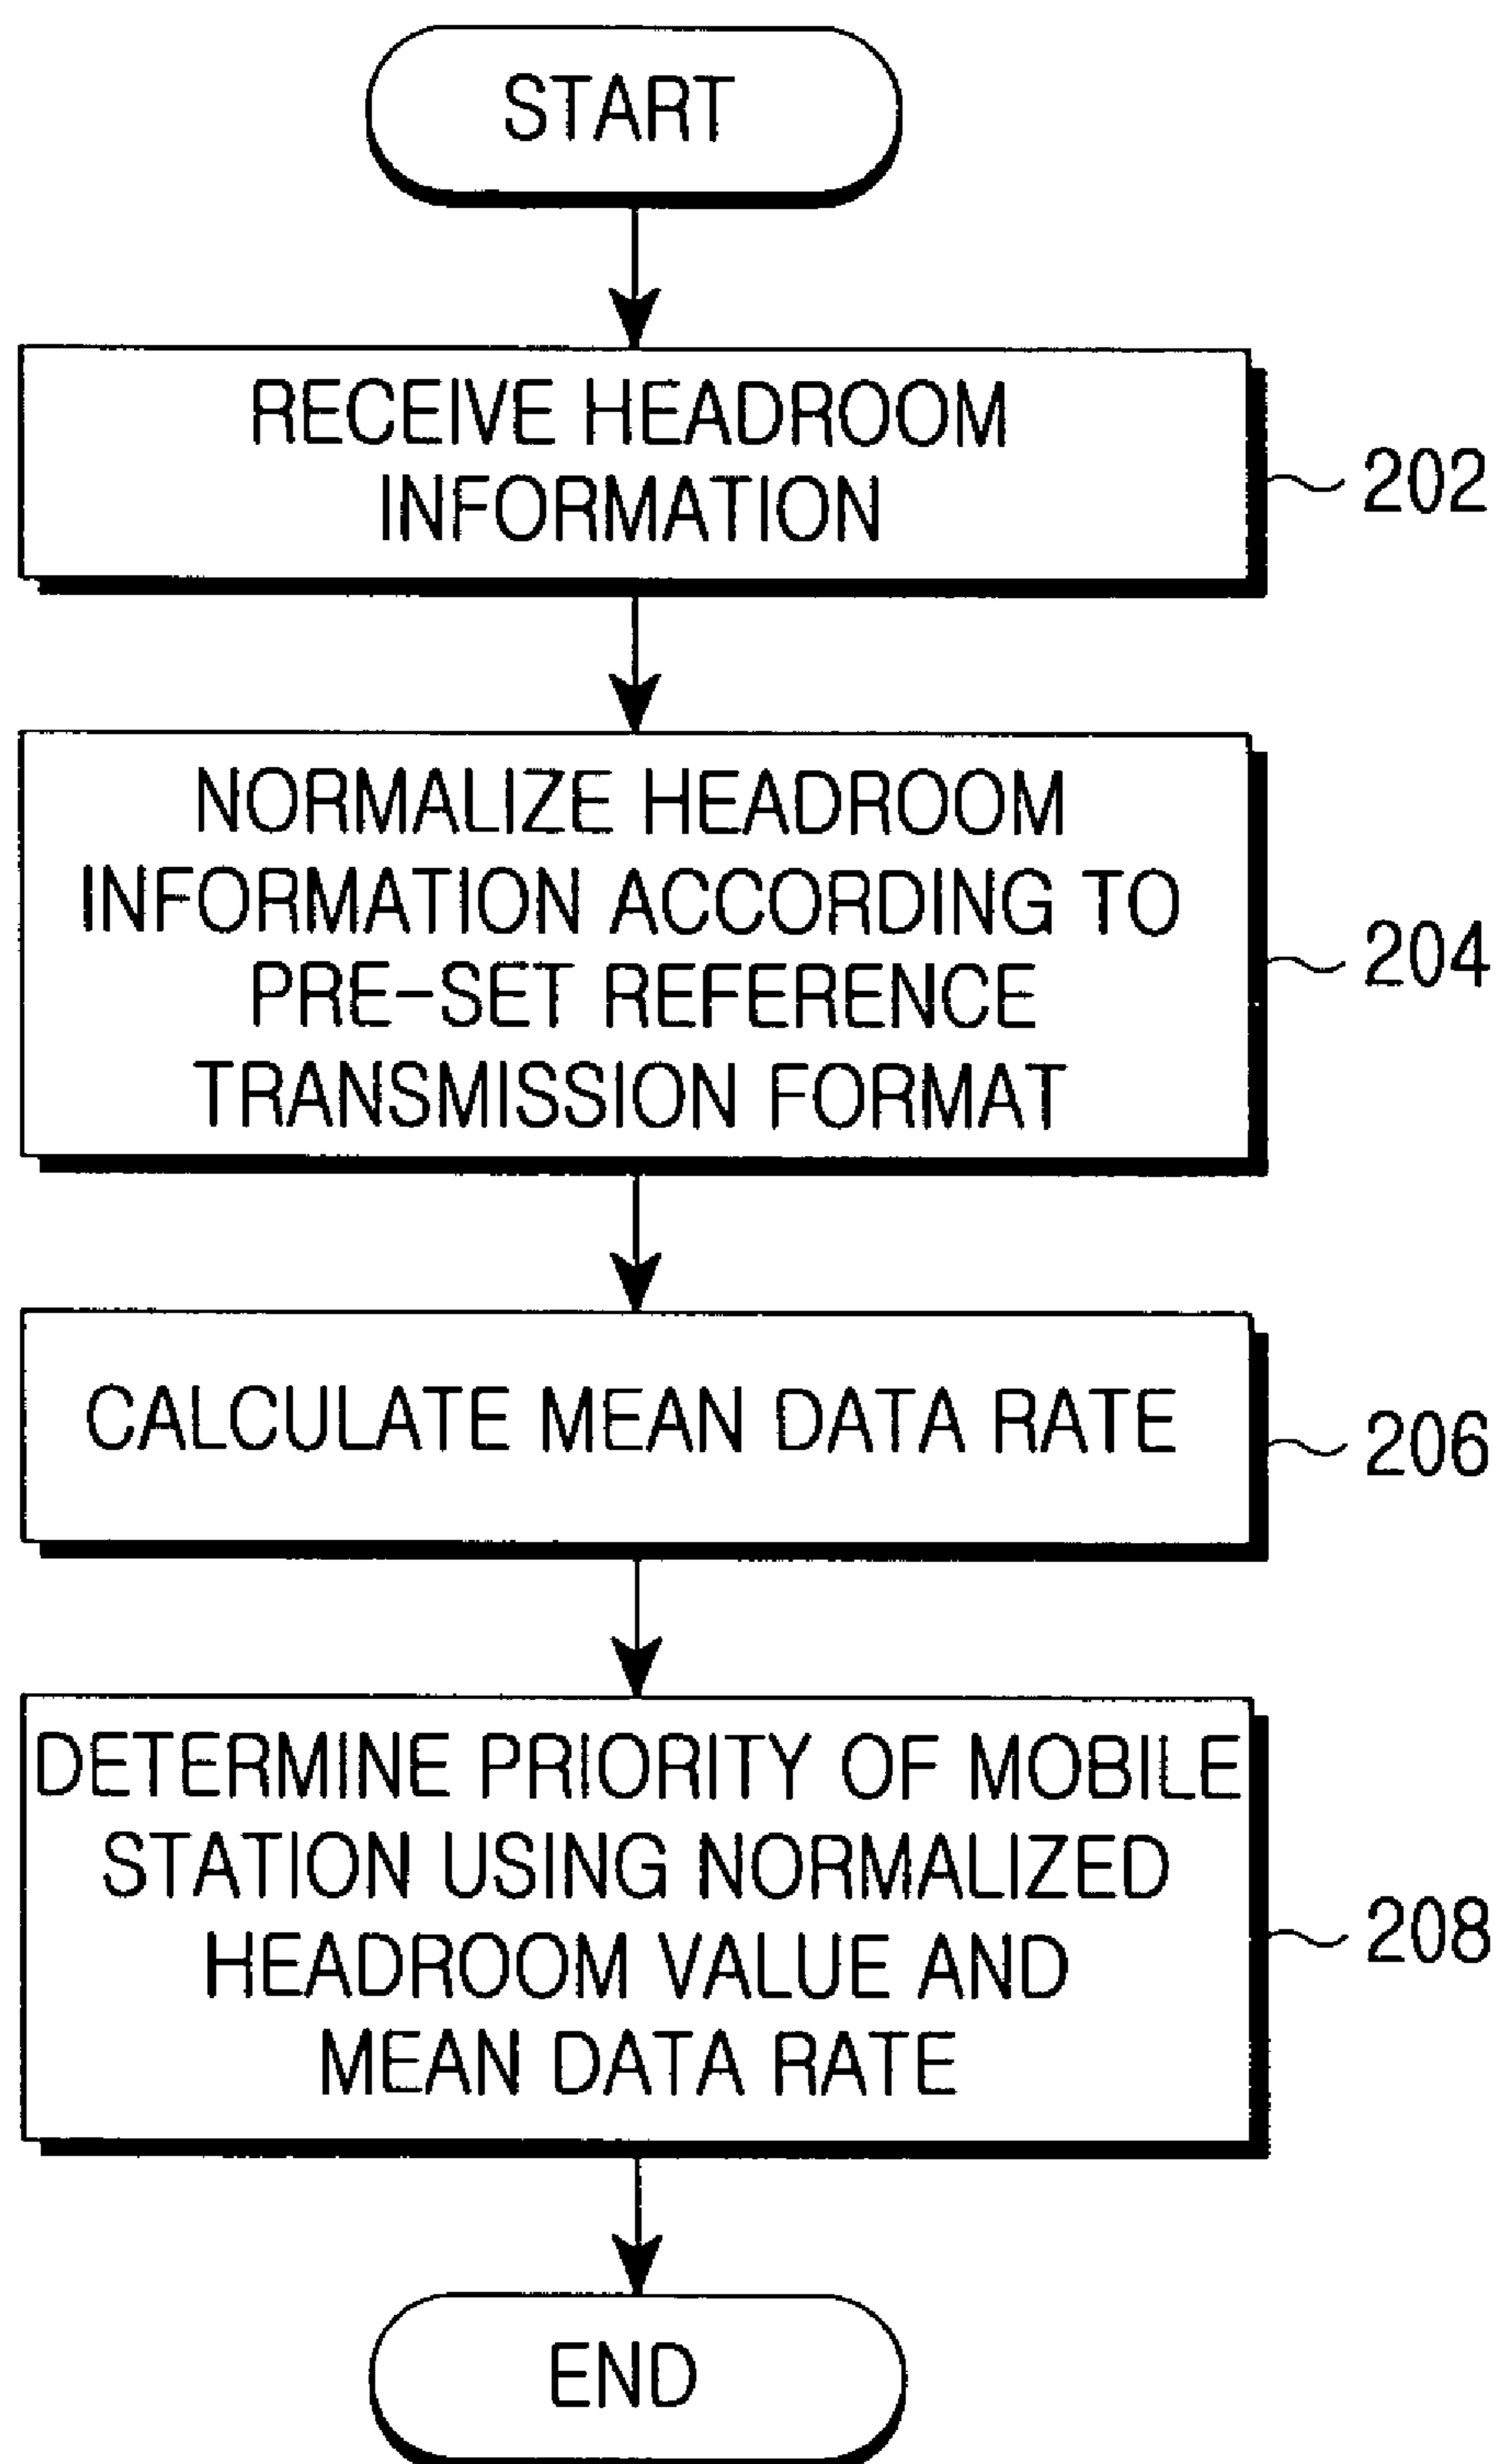 START
RECEIVE HEADROOM
INFORMATION
202
NORMALIZE HEADROOM
INFORMATION ACCORDING TO
PRE-SET REFERENCE
TRANSMISSION FORMAT
204
CALCULATE MEAN DATA RATE
206
DETERMINE PRIORITY OF MOBILE
STATION USING NORMALIZED
HEADROOM VALUE AND
MEAN DATA RATE
208
END